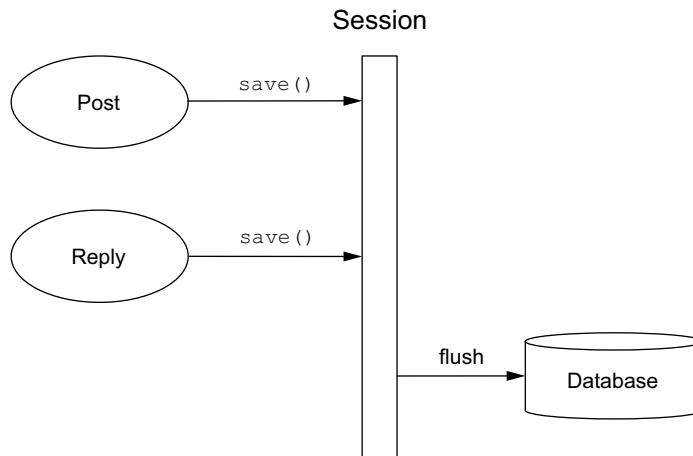 Session
Post
save()
Reply
save()
flush
Database